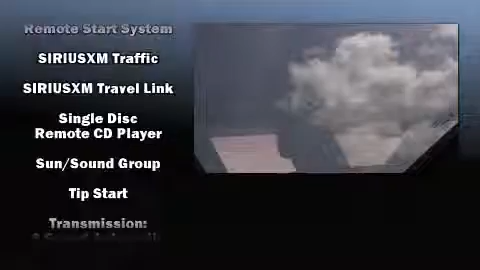 Remote Start System
SIRIUSXM Traffic
SIRIUSXM Travel Link
Single Disc
Remote CD Player
Sun/Sound Group
Tip Start
Transmission: